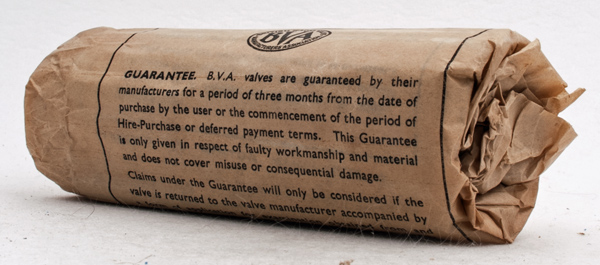 BVA
GUARANTEE. B.V.A. valves are guaranteed by their
manufacturers for a period of three months from the date of
purchase by the user or the commencement of the period of
Hire-Purchase or deferred payment terms. This Guarantee
is only given in respect of faulty workmanship and material
and does not cover misuse or consequential damage.
Claims under the Guarantee will only be considered if the
valve is returned to the valve manufacturer accompanied by
and